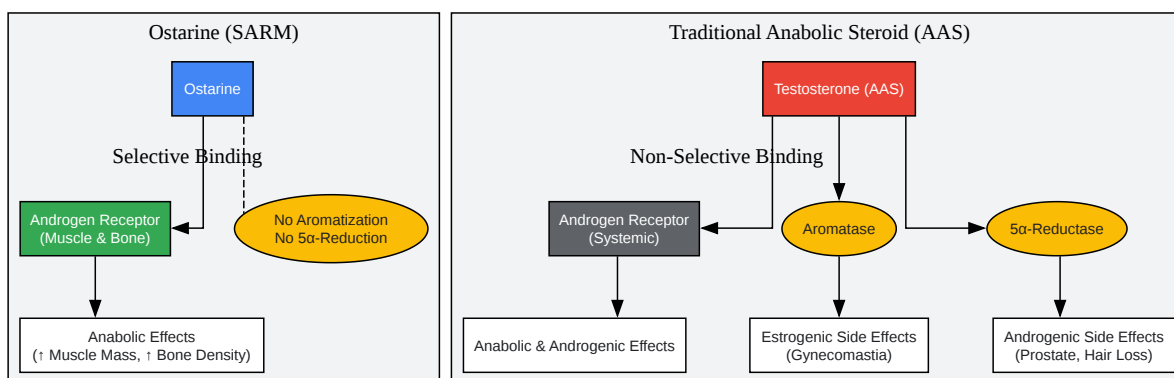 Ostarine (SARM)
Ostarine
Selective Binding
Androgen Receptor
(Muscle & Bone)
No Aromatization
No 5α-Reduction
Anabolic Effects
(↑ Muscle Mass, ↑ Bone Density)
Traditional Anabolic Steroid (AAS)
Testosterone (AAS)
Non-Selective Binding
Androgen Receptor
(Systemic)
Aromatase
5α-Reductase
Anabolic & Androgenic Effects
Estrogenic Side Effects
(Gynecomastia)
Androgenic Side Effects
(Prostate, Hair Loss)